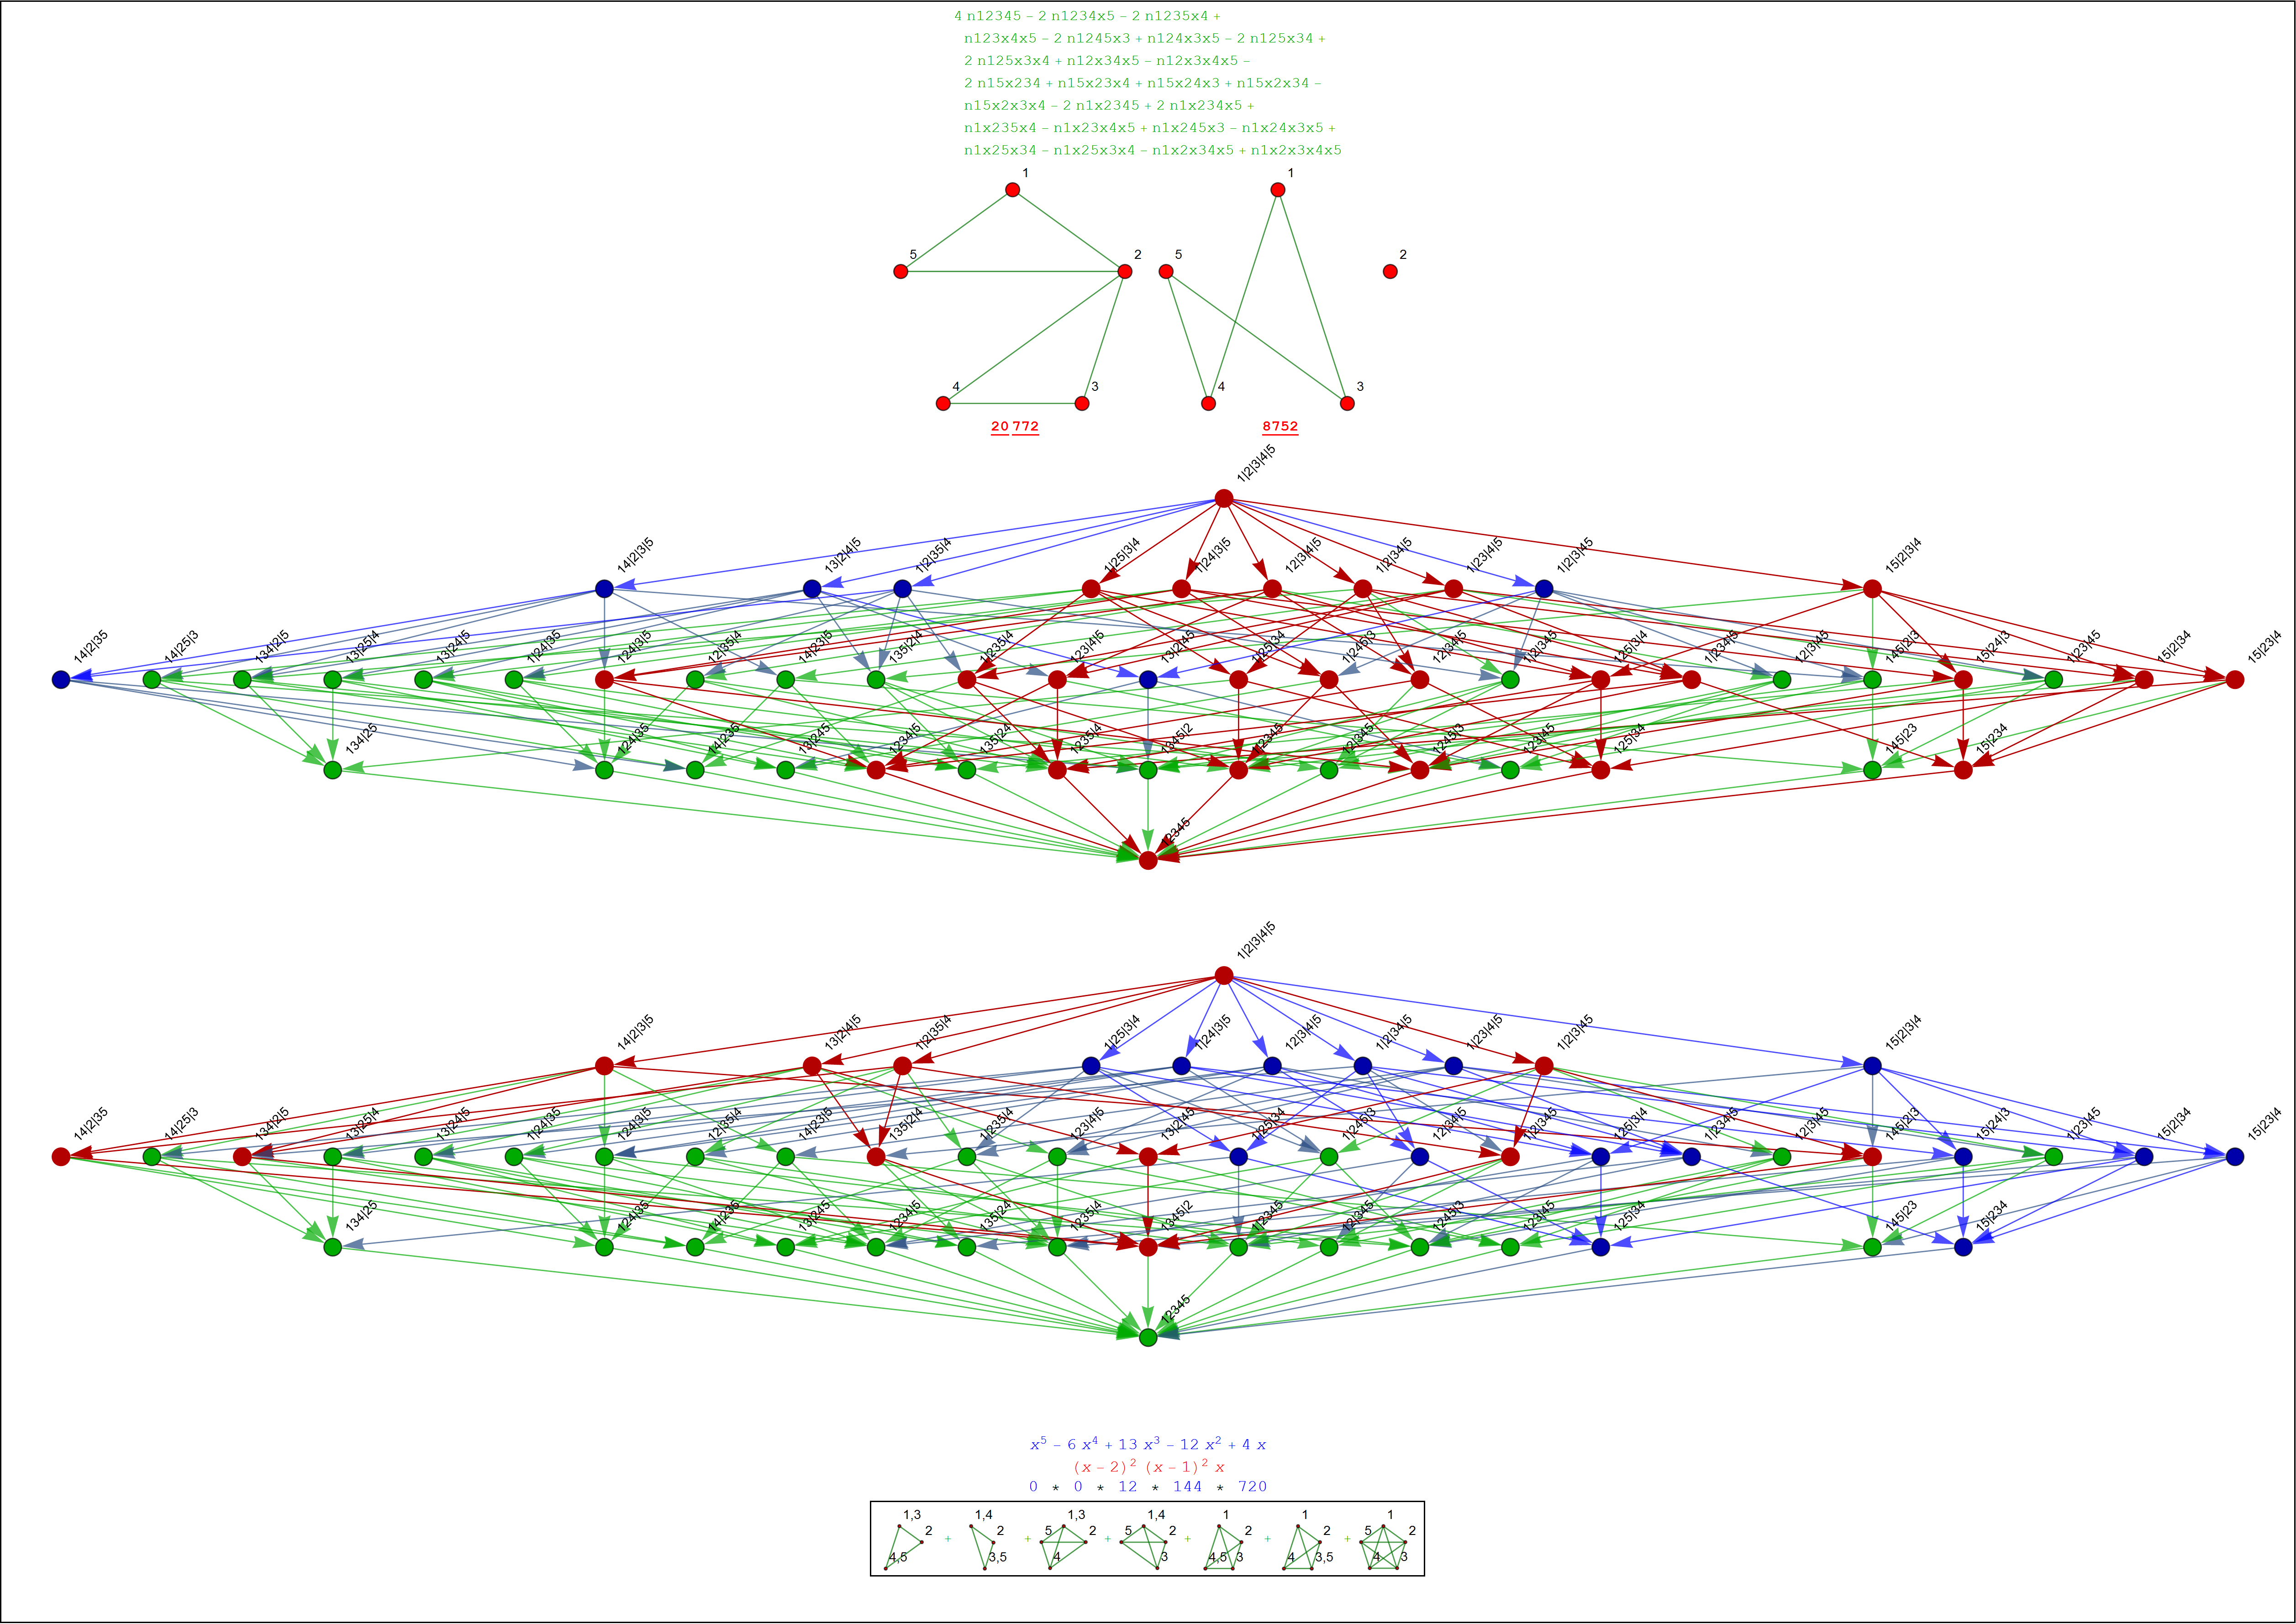 4 n12345 – 2 n1234x5 – 2 n1235x4 +
n123x4x5 – 2 n1245x3 + n124x3x5 – 2 n125x34 +
2 n125x3x4 + n12x34x5 – n12x3x4x5 –
2 n15x234 + n15x23x4 + n15x24x3 + n15x2x34 –
n15x2x3x4 – 2 n1x2345 + 2 n1x234x5 +
n1x235x4 – n1x23x4x5 + n1x245x3 – n1x24x3x5 +
n1x25x34 – n1x25x3x4 – n1x2x34x5 + n1x2x3x4x5
1 1
5 2 5 2
4 3 4 3
20 772 8752
1|2|3|4|5
14|2|3|5 13|2|4|5 1|2|35|4 1|25|3|4 1|24|3|5 12|3|4|5 1|2|34|5 1|23|4|5 1|2|3|45 15|2|3|4
14|2|35 14|25|3 134|2|5 13|25|4 13|24|5 1|24|35 124|3|5 12|35|4 14|23|5 135|2|4 1|235|4 123|4|5 13|2|45 1|25|34 1|245|3 12|34|5 1|2|345 125|3|4 1|234|5 12|3|45 145|2|3 15|24|3 1|23|45 15|2|34 15|23|4
134|25 124|35 14|235 13|245 1234|5 135|24 1235|4 1345|2 1|2345 12|345 1245|3 123|45 125|34 145|23 15|234
12345
1|2|3|4|5
14|2|3|5 13|2|4|5 1|2|35|4 1|25|3|4 1|24|3|5 12|3|4|5 1|2|34|5 1|23|4|5 1|2|3|45 15|2|3|4
14|2|35 14|25|3 134|2|5 13|25|4 13|24|5 1|24|35 124|3|5 12|35|4 14|23|5 135|2|4 1|235|4 123|4|5 13|2|45 1|25|34 1|245|3 12|34|5 1|2|345 125|3|4 1|234|5 12|3|45 145|2|3 15|24|3 1|23|45 15|2|34 15|23|4
134|25 124|35 14|235 13|245 1234|5 135|24 1235|4 1345|2 1|2345 12|345 1245|3 123|45 125|34 145|23 15|234
12345
x⁵ – 6 x⁴ + 13 x³ – 12 x² + 4 x
(x – 2)² (x – 1)² x
0 * 0 * 12 * 144 * 720
1,3 1,4 1,3 1,4 1 1 1
2 2 5 2 5 2 2 2 5 2
+ + + + + +
4,5 3,5 4 3 4,5 3 4 3,5 4 3